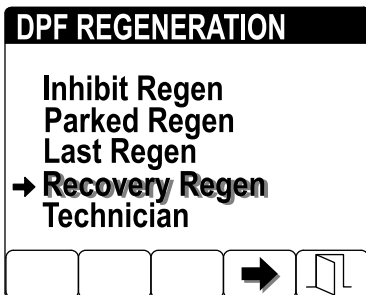 DPF REGENERATION
Inhibit Regen
Parked Regen
Last Regen
Recovery Regen
Technician